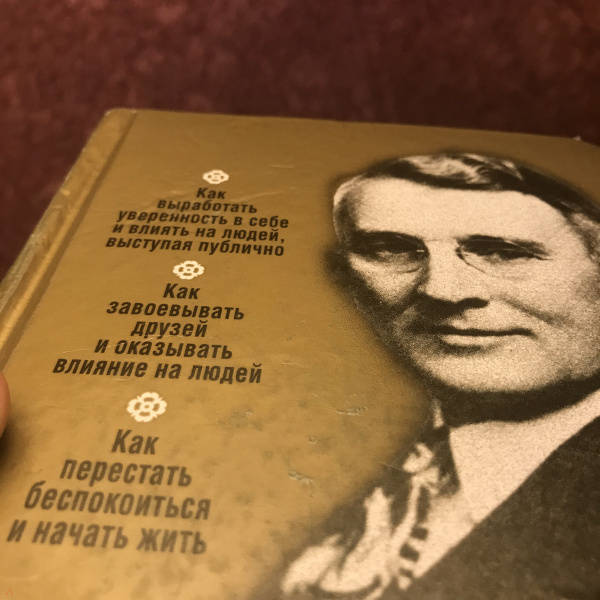 Как
выработать
уверенность в себе
и влиять на людей,
выступая публично
Как
завоевывать
друзей
и оказывать
влияние на людей
Как
перестать
беспокоиться
и начать жить